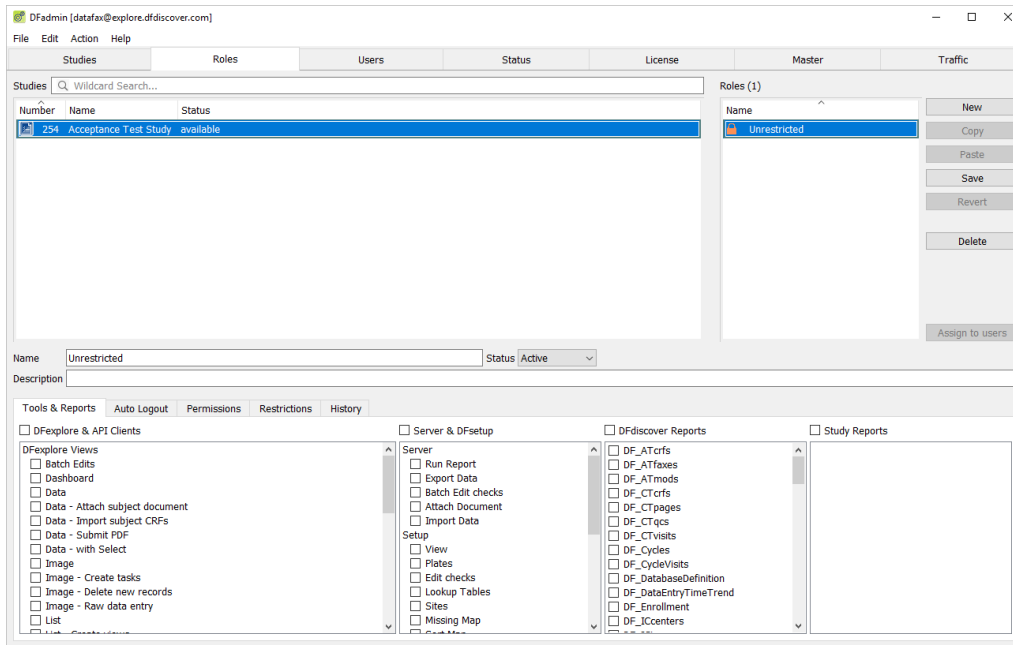 DFadmin [datafax@explore.dfdiscover.com]
File Edit Action Help
Studies Roles Users Status License Master Traffic
Studies Wildcard Search... Roles (1)
Number Name Status
Name
254 Acceptance Test Study available
Unrestricted
New
Copy
Paste
Save
Revert
Delete
Assign to users
Name Unrestricted Status Active
Description
Tools & Reports Auto Logout Permissions Restrictions History
DFexplore & API Clients
DFexplore Views
Batch Edits
Dashboard
Data
Data - Attach subject document
Data - Import subject CRFs
Data - Submit PDF
Data - with Select
Image
Image - Create tasks
Image - Delete new records
Image - Raw data entry
List
List - Create views
Server & DFsetup
Server
Run Report
Export Data
Batch Edit checks
Attach Document
Import Data
Setup
View
Plates
Edit checks
Lookup Tables
Sites
Missing Map
Sort Map
DFdiscover Reports
DF_ATcrfs
DF_ATfaxes
DF_ATmods
DF_CTcrfs
DF_CTpages
DF_CTqcs
DF_CTvisits
DF_Cycles
DF_CycleVisits
DF_DatabaseDefinition
DF_DataEntryTimeTrend
DF_Enrollment
DF_ICcenters
Study Reports